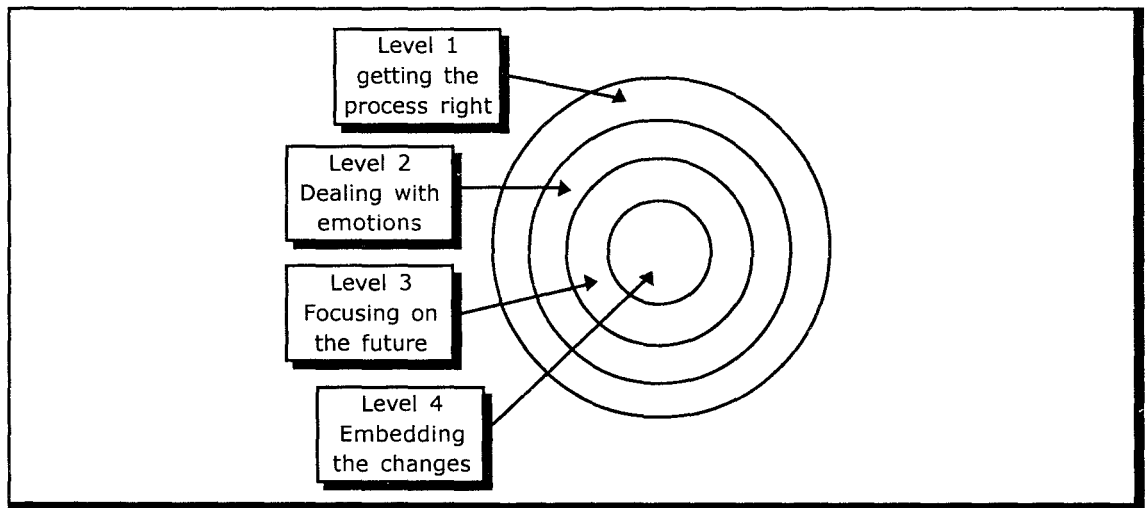 Level 1
getting the
process right
Level 2
Dealing with
emotions
Level 3
Focusing on
the future
Level 4
Embedding
the changes